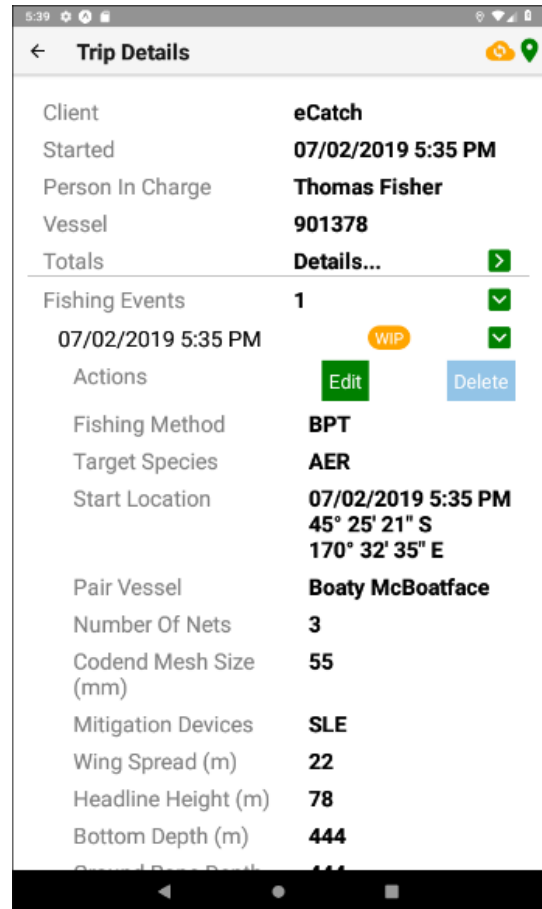 5:39
Trip Details
Client eCatch
Started 07/02/2019 5:35 PM
Person In Charge Thomas Fisher
Vessel 901378
Totals Details...
Fishing Events 1
07/02/2019 5:35 PM WIP
Actions Edit Delete
Fishing Method BPT
Target Species AER
Start Location 07/02/2019 5:35 PM
45° 25' 21" S
170° 32' 35" E
Pair Vessel Boaty McBoatface
Number Of Nets 3
Codend Mesh Size 55
(mm)
Mitigation Devices SLE
Wing Spread (m) 22
Headline Height (m) 78
Bottom Depth (m) 444